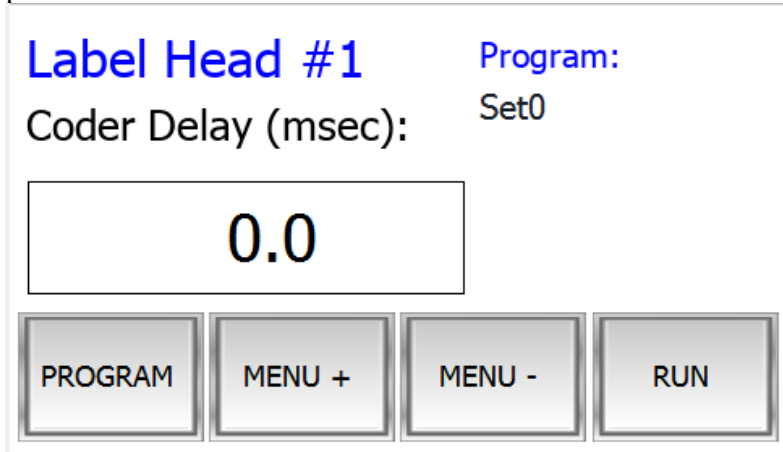 Label Head #1
Program:
Coder Delay (msec):
Set0
0.0
PROGRAM
MENU +
MENU -
RUN